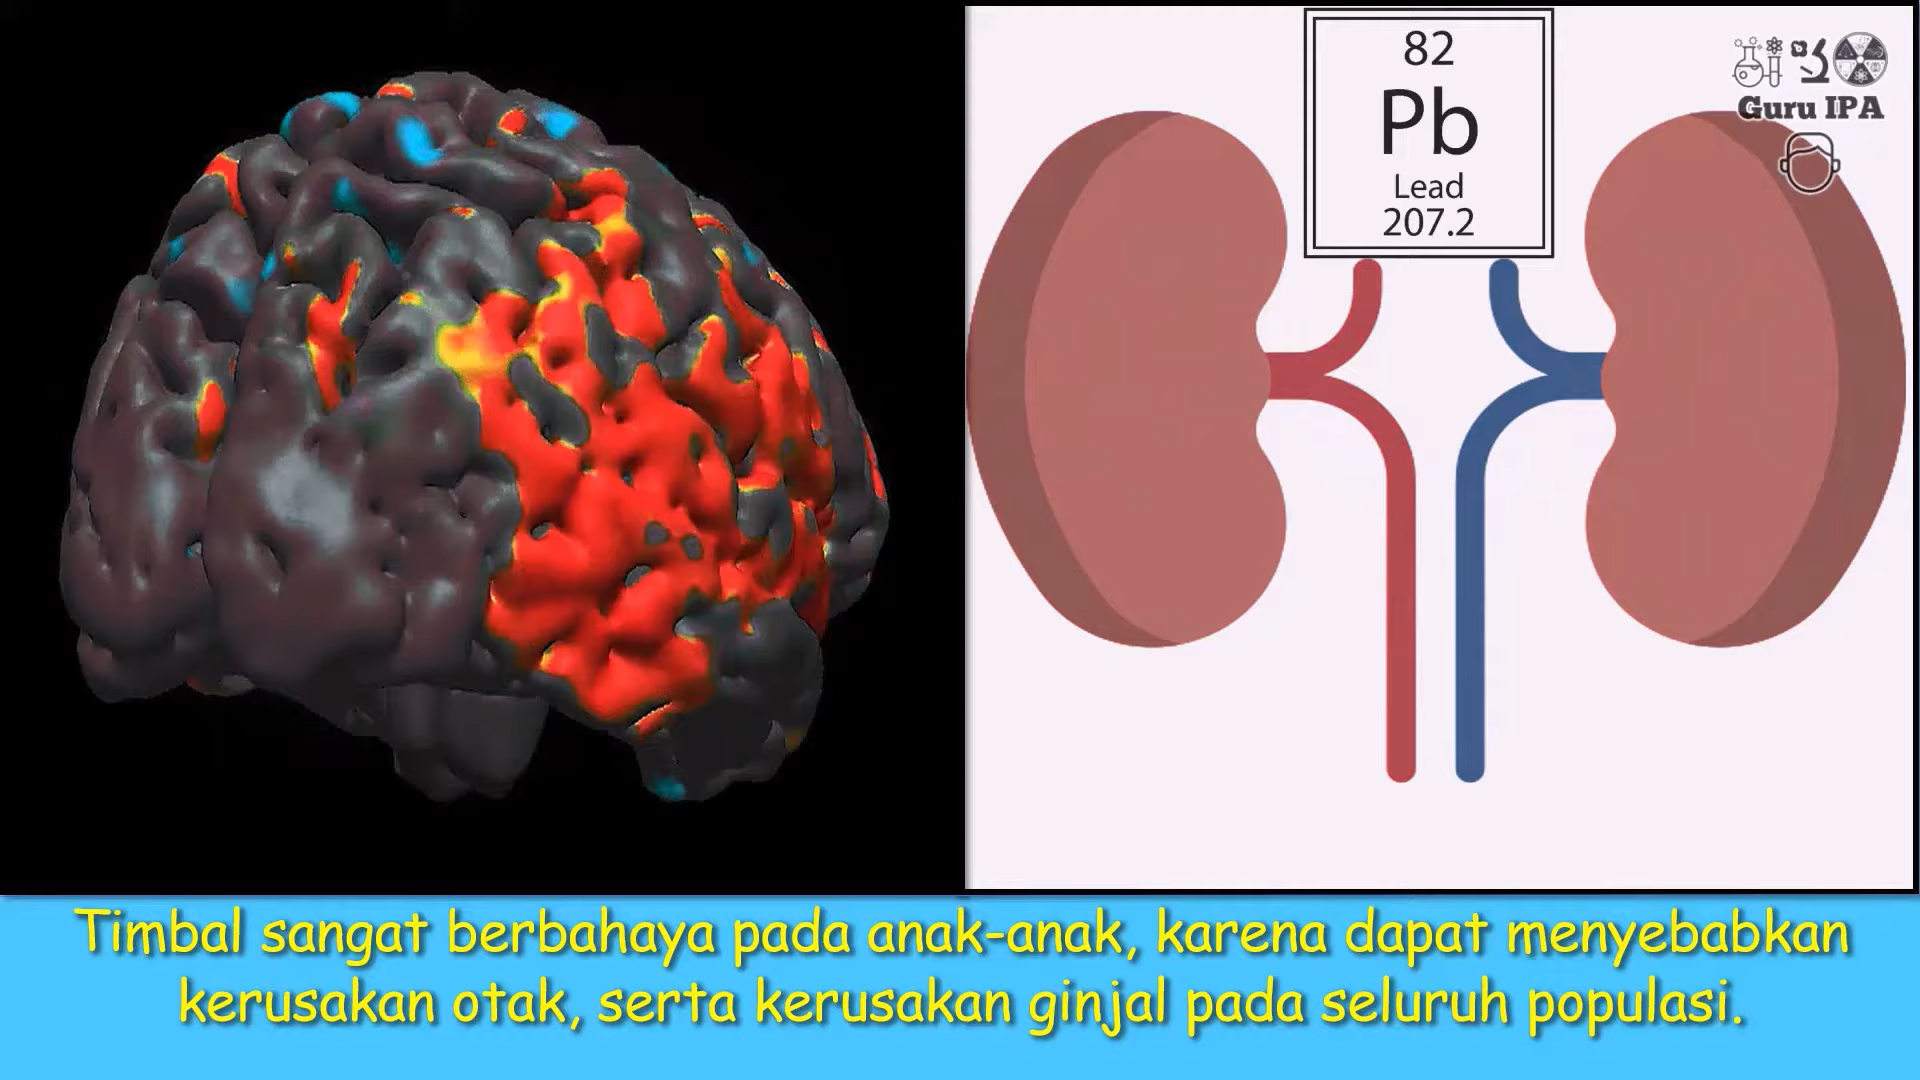 82
Pb
Lead
207.2
Guru IPA
Timbal sangat berbahaya pada anak-anak, karena dapat menyebabkan
kerusakan otak, serta kerusakan ginjal pada seluruh populasi.